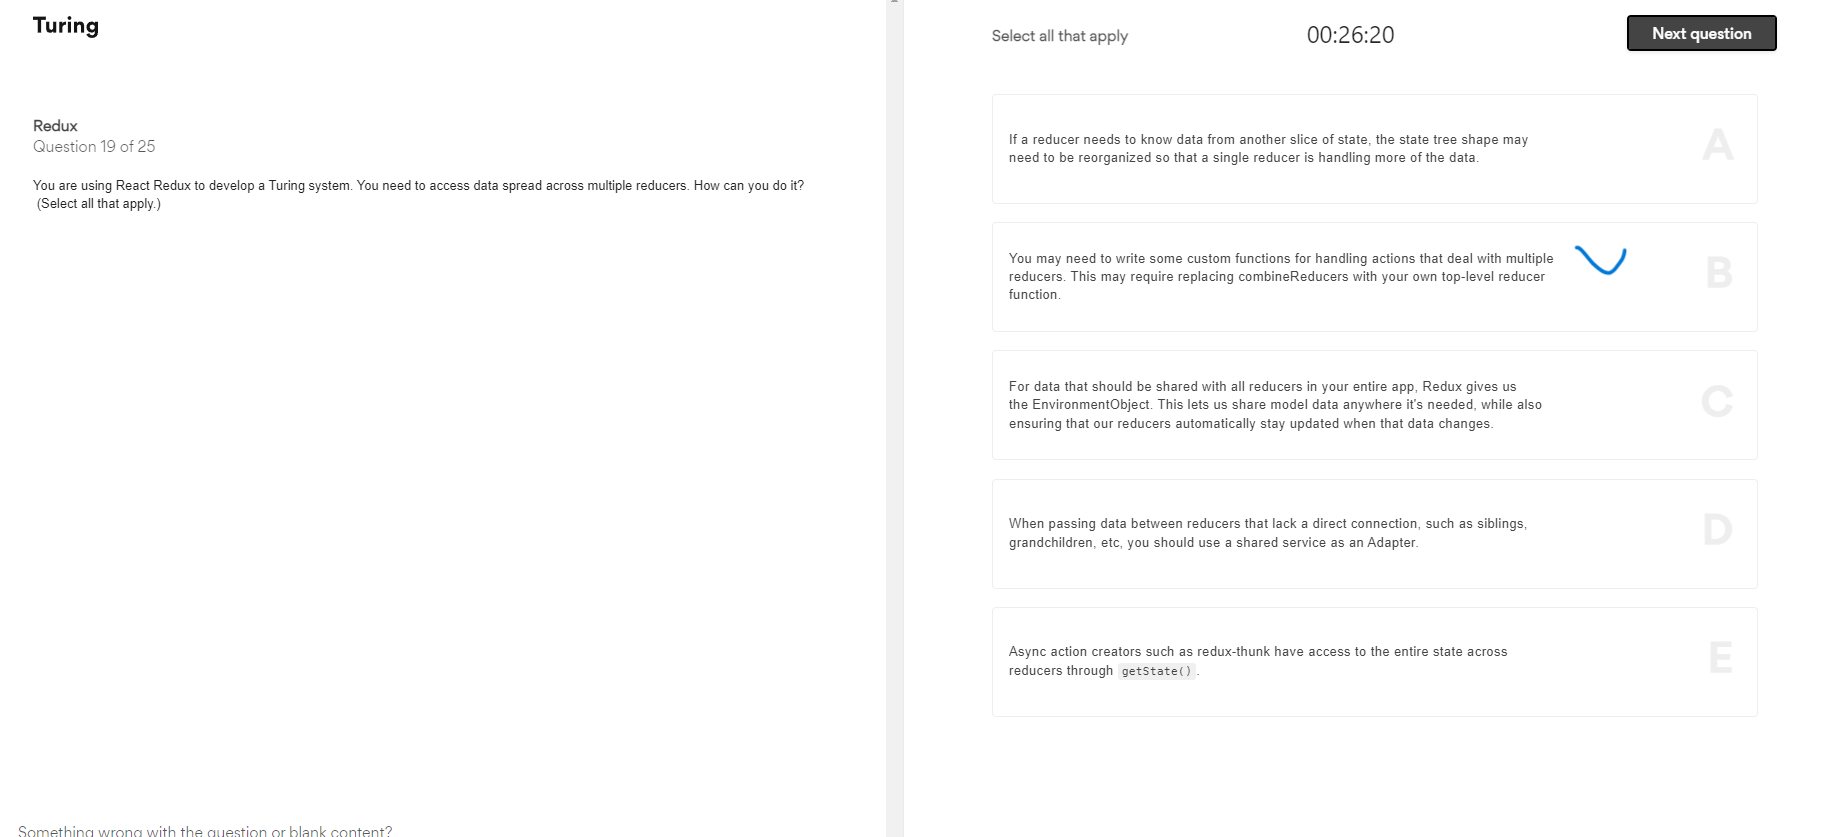 Turing
Redux
Question 19 of 25
You are using React Redux to develop a Turing system. You need to access data spread across multiple reducers. How can you do it?
(Select all that apply.)
Something wrong with the question or blank content?
Select all that apply
00:26:20
Next question
If a reducer needs to know data from another slice of state, the state tree shape may
need to be reorganized so that a single reducer is handling more of the data.
A
You may need to write some custom functions for handling actions that deal with multiple
reducers. This may require replacing combineReducers with your own top-level reducer
function.
B
For data that should be shared with all reducers in your entire app, Redux gives us
the EnvironmentObject. This lets us share model data anywhere it's needed, while also
ensuring that our reducers automatically stay updated when that data changes.
C
When passing data between reducers that lack a direct connection, such as siblings,
grandchildren, etc, you should use a shared service as an Adapter.
D
Async action creators such as redux-thunk have access to the entire state across
reducers through getState().
E